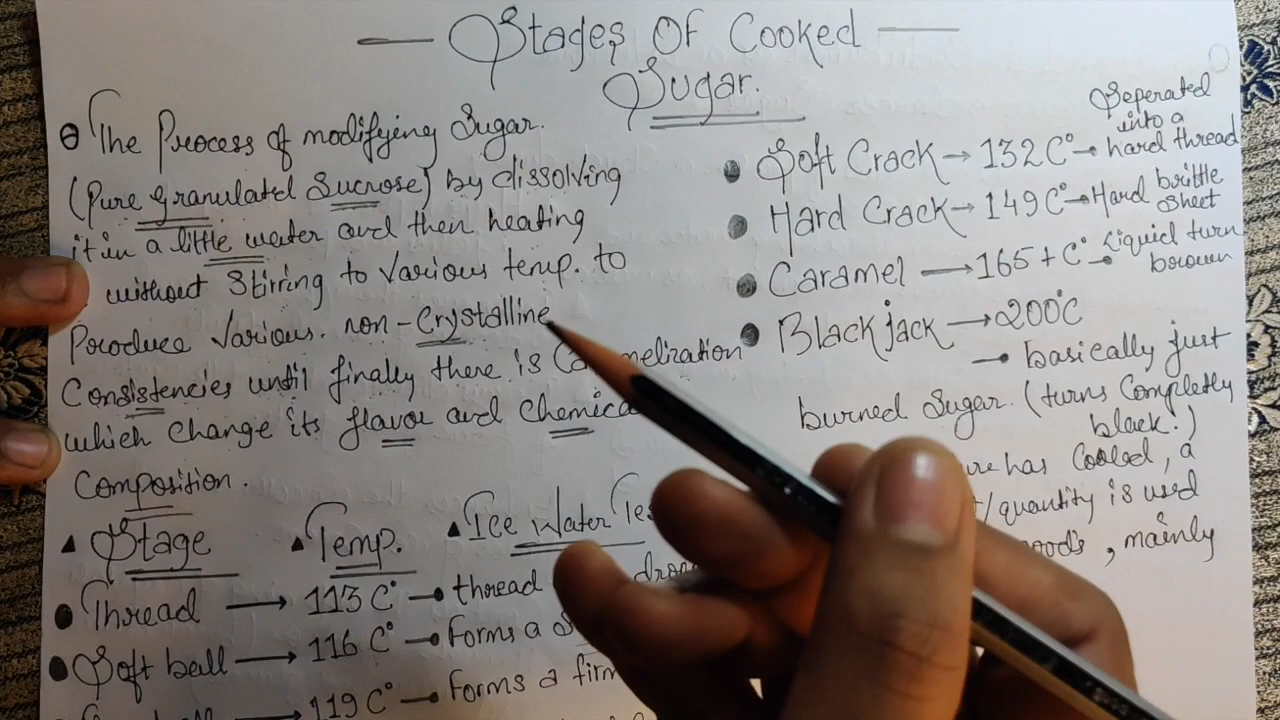 Stages Of Cooked
Sugar.
The Process of modifying Sugar.
(Pure granulated Sucrose) by dissolving
it in a little water and then heating
without Stirring to Various temp. to
Produce Various. non-Crystalline
Consistencies until finally there is
which change its flavor and
Composition.
Stage Temp. Ice Water
Thread → 113 C° → thread
Soft ball → 116 C° → Forms a
119 C° → Forms a firm
Soft Crack → 132 C° → Seperated
into a
hard thread
Hard Crack → 149 C° → Hard brittle
Sheet
Caramel → 165 + C° → Liquid turn
brown
Black jack → 200°C
→ basically just
burned Sugar. (turns Completly
black.)
has Cooled, a
/quantity is used
, mainly